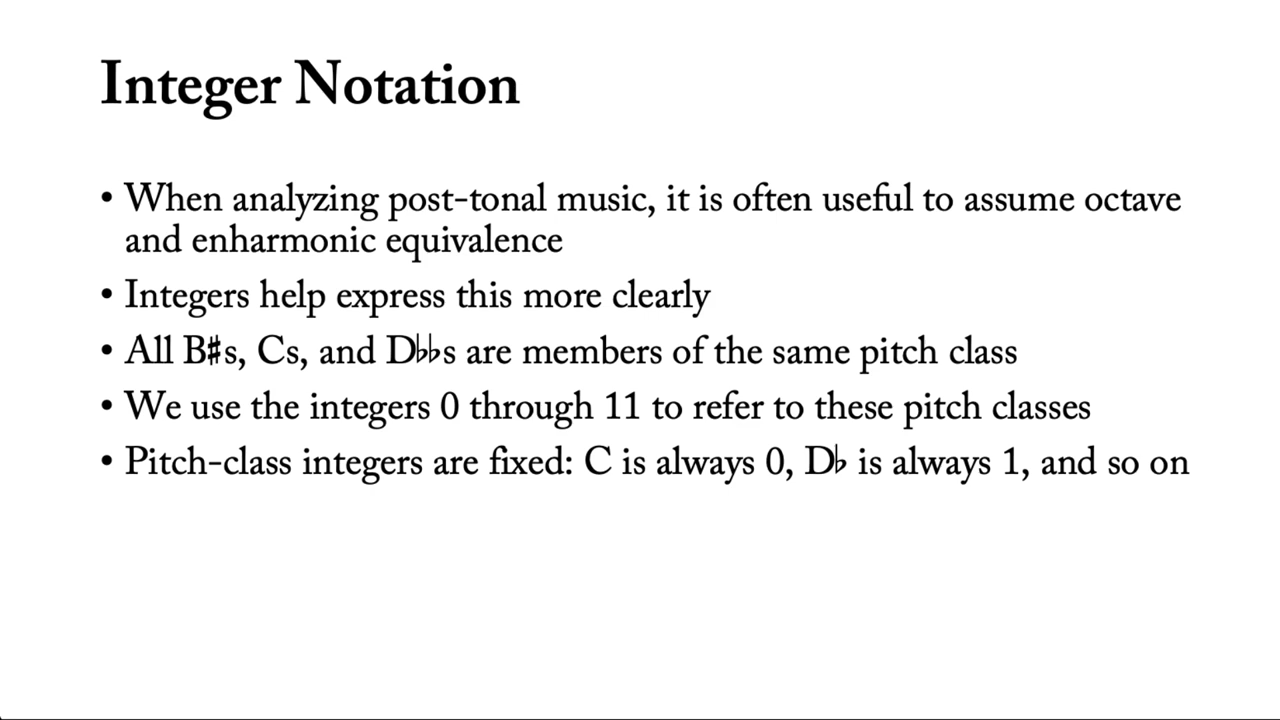 Integer Notation
• When analyzing post-tonal music, it is often useful to assume octave
and enharmonic equivalence
• Integers help express this more clearly
• All B♯s, Cs, and D♭♭s are members of the same pitch class
• We use the integers 0 through 11 to refer to these pitch classes
• Pitch-class integers are fixed: C is always 0, D♭ is always 1, and so on